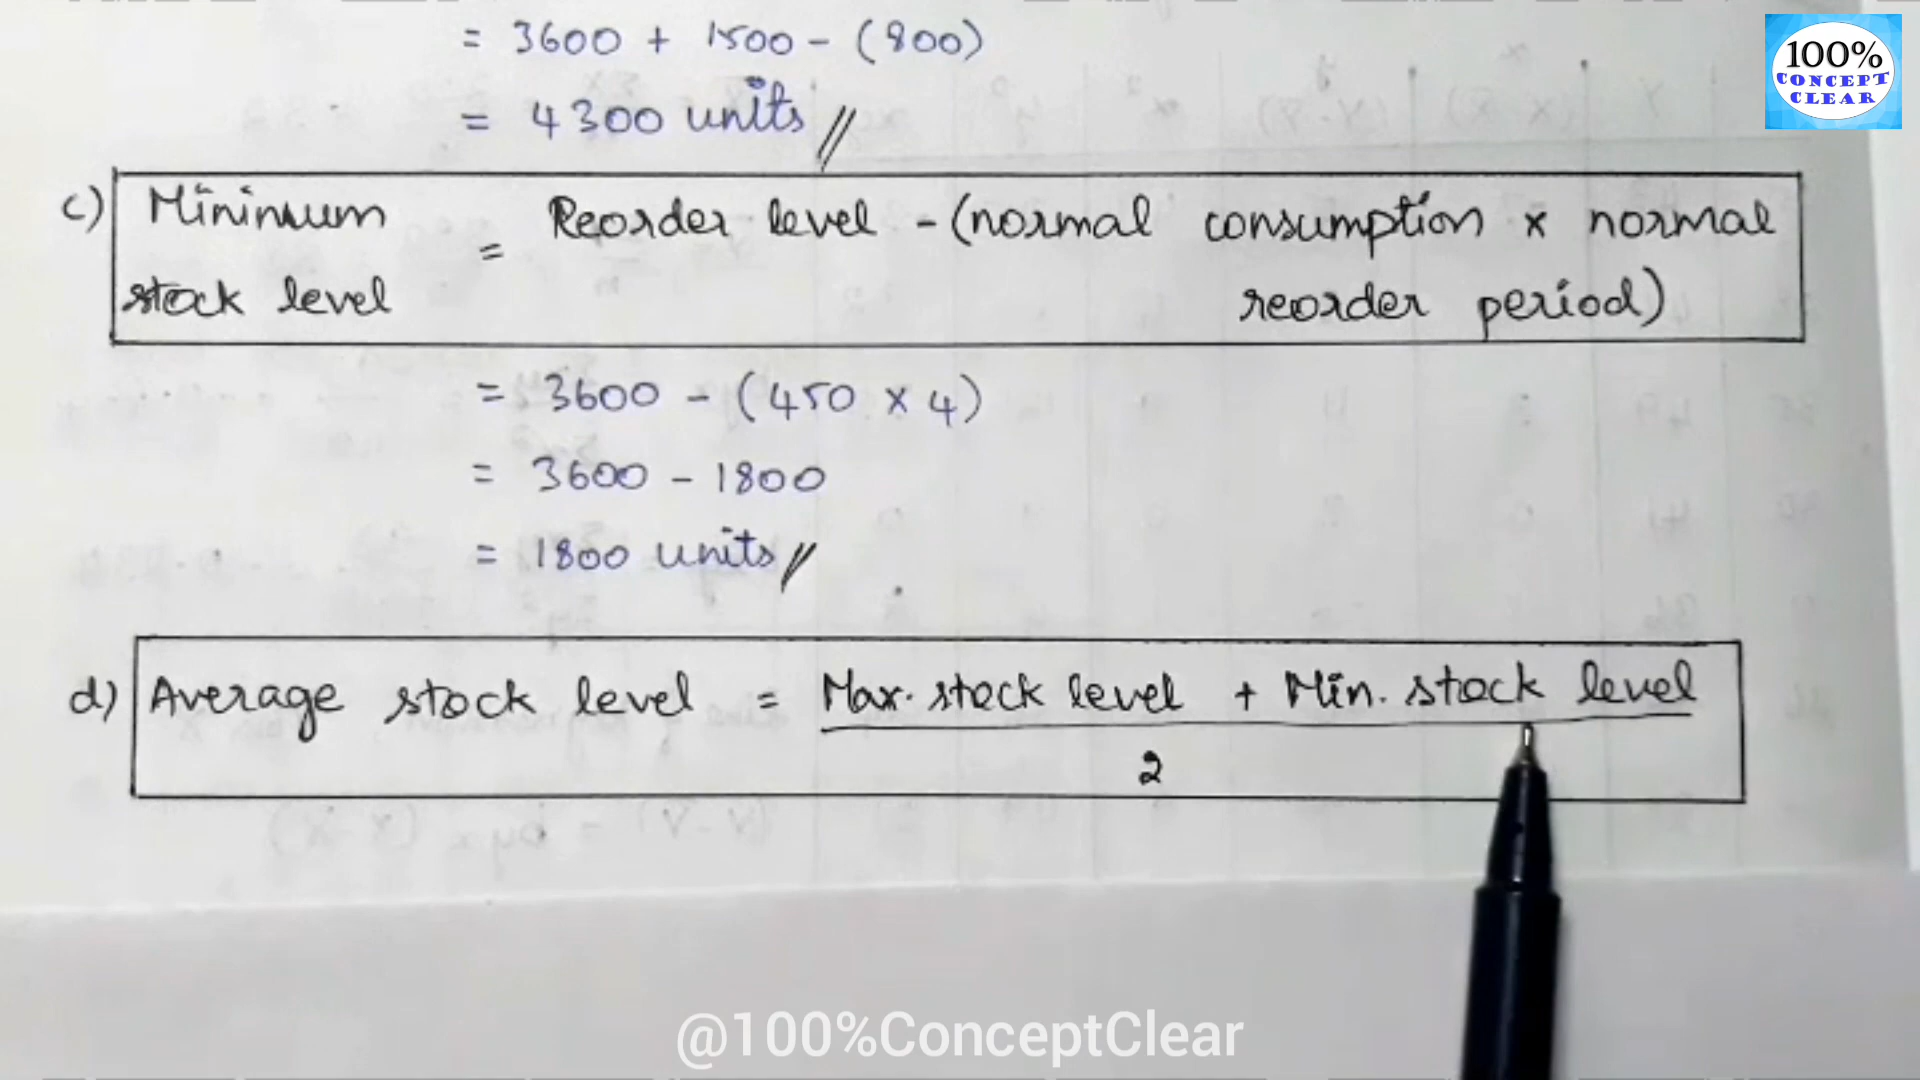 = 3600 + 1500 - (800)
= 4300 units //
100%
CONCEPT
CLEAR
c) Minimum = Reorder level - (normal consumption x normal
stock level reorder period)
= 3600 - (450 x 4)
= 3600 - 1800
= 1800 units //
d) Average stock level = Max. stock level + Min. stock level
2
@100%ConceptClear